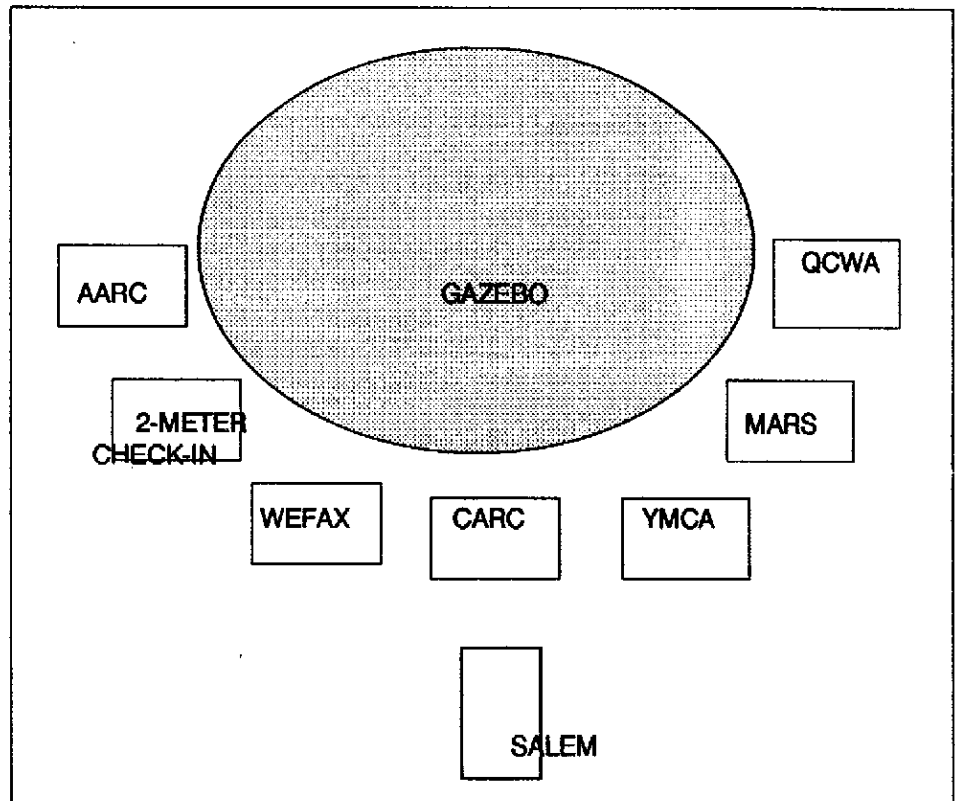 QCWA
AARC
GAZEBO
2-METER
CHECK-IN
MARS
WEFAX
CARC
YMCA
SALEM